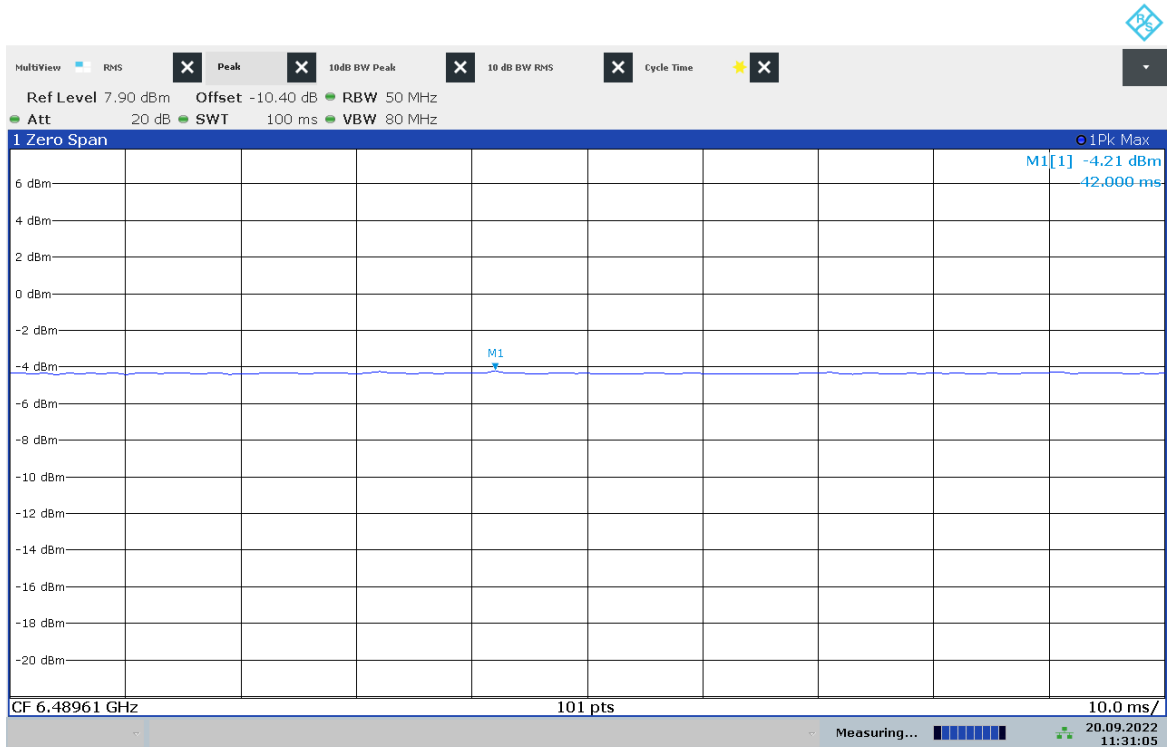 R&S
MultiView RMS Peak 10dB BW Peak 10 dB BW RMS Cycle Time
Ref Level 7.90 dBm Offset -10.40 dB RBW 50 MHz
Att 20 dB SWT 100 ms VBW 80 MHz
1 Zero Span 1Pk Max
M1[1] -4.21 dBm
42.000 ms
6 dBm
4 dBm
2 dBm
0 dBm
-2 dBm
M1
-4 dBm
-6 dBm
-8 dBm
-10 dBm
-12 dBm
-14 dBm
-16 dBm
-18 dBm
-20 dBm
CF 6.48961 GHz 101 pts 10.0 ms/
Measuring... 20.09.2022
11:31:05